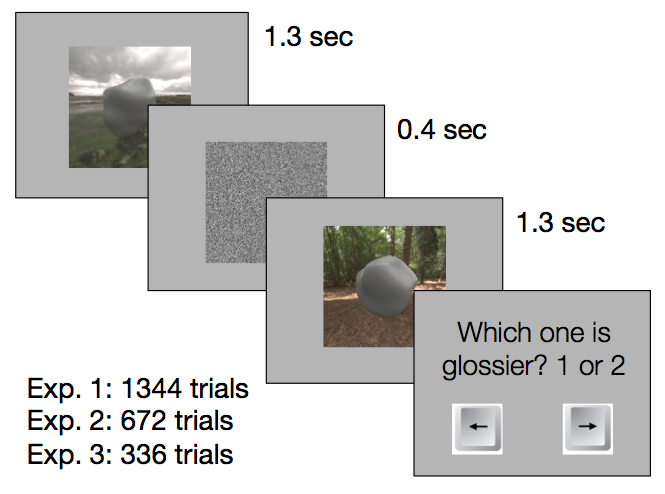 1.3 sec
0.4 sec
1.3 sec
Which one is
glossier? 1 or 2
← →
Exp. 1: 1344 trials
Exp. 2: 672 trials
Exp. 3: 336 trials